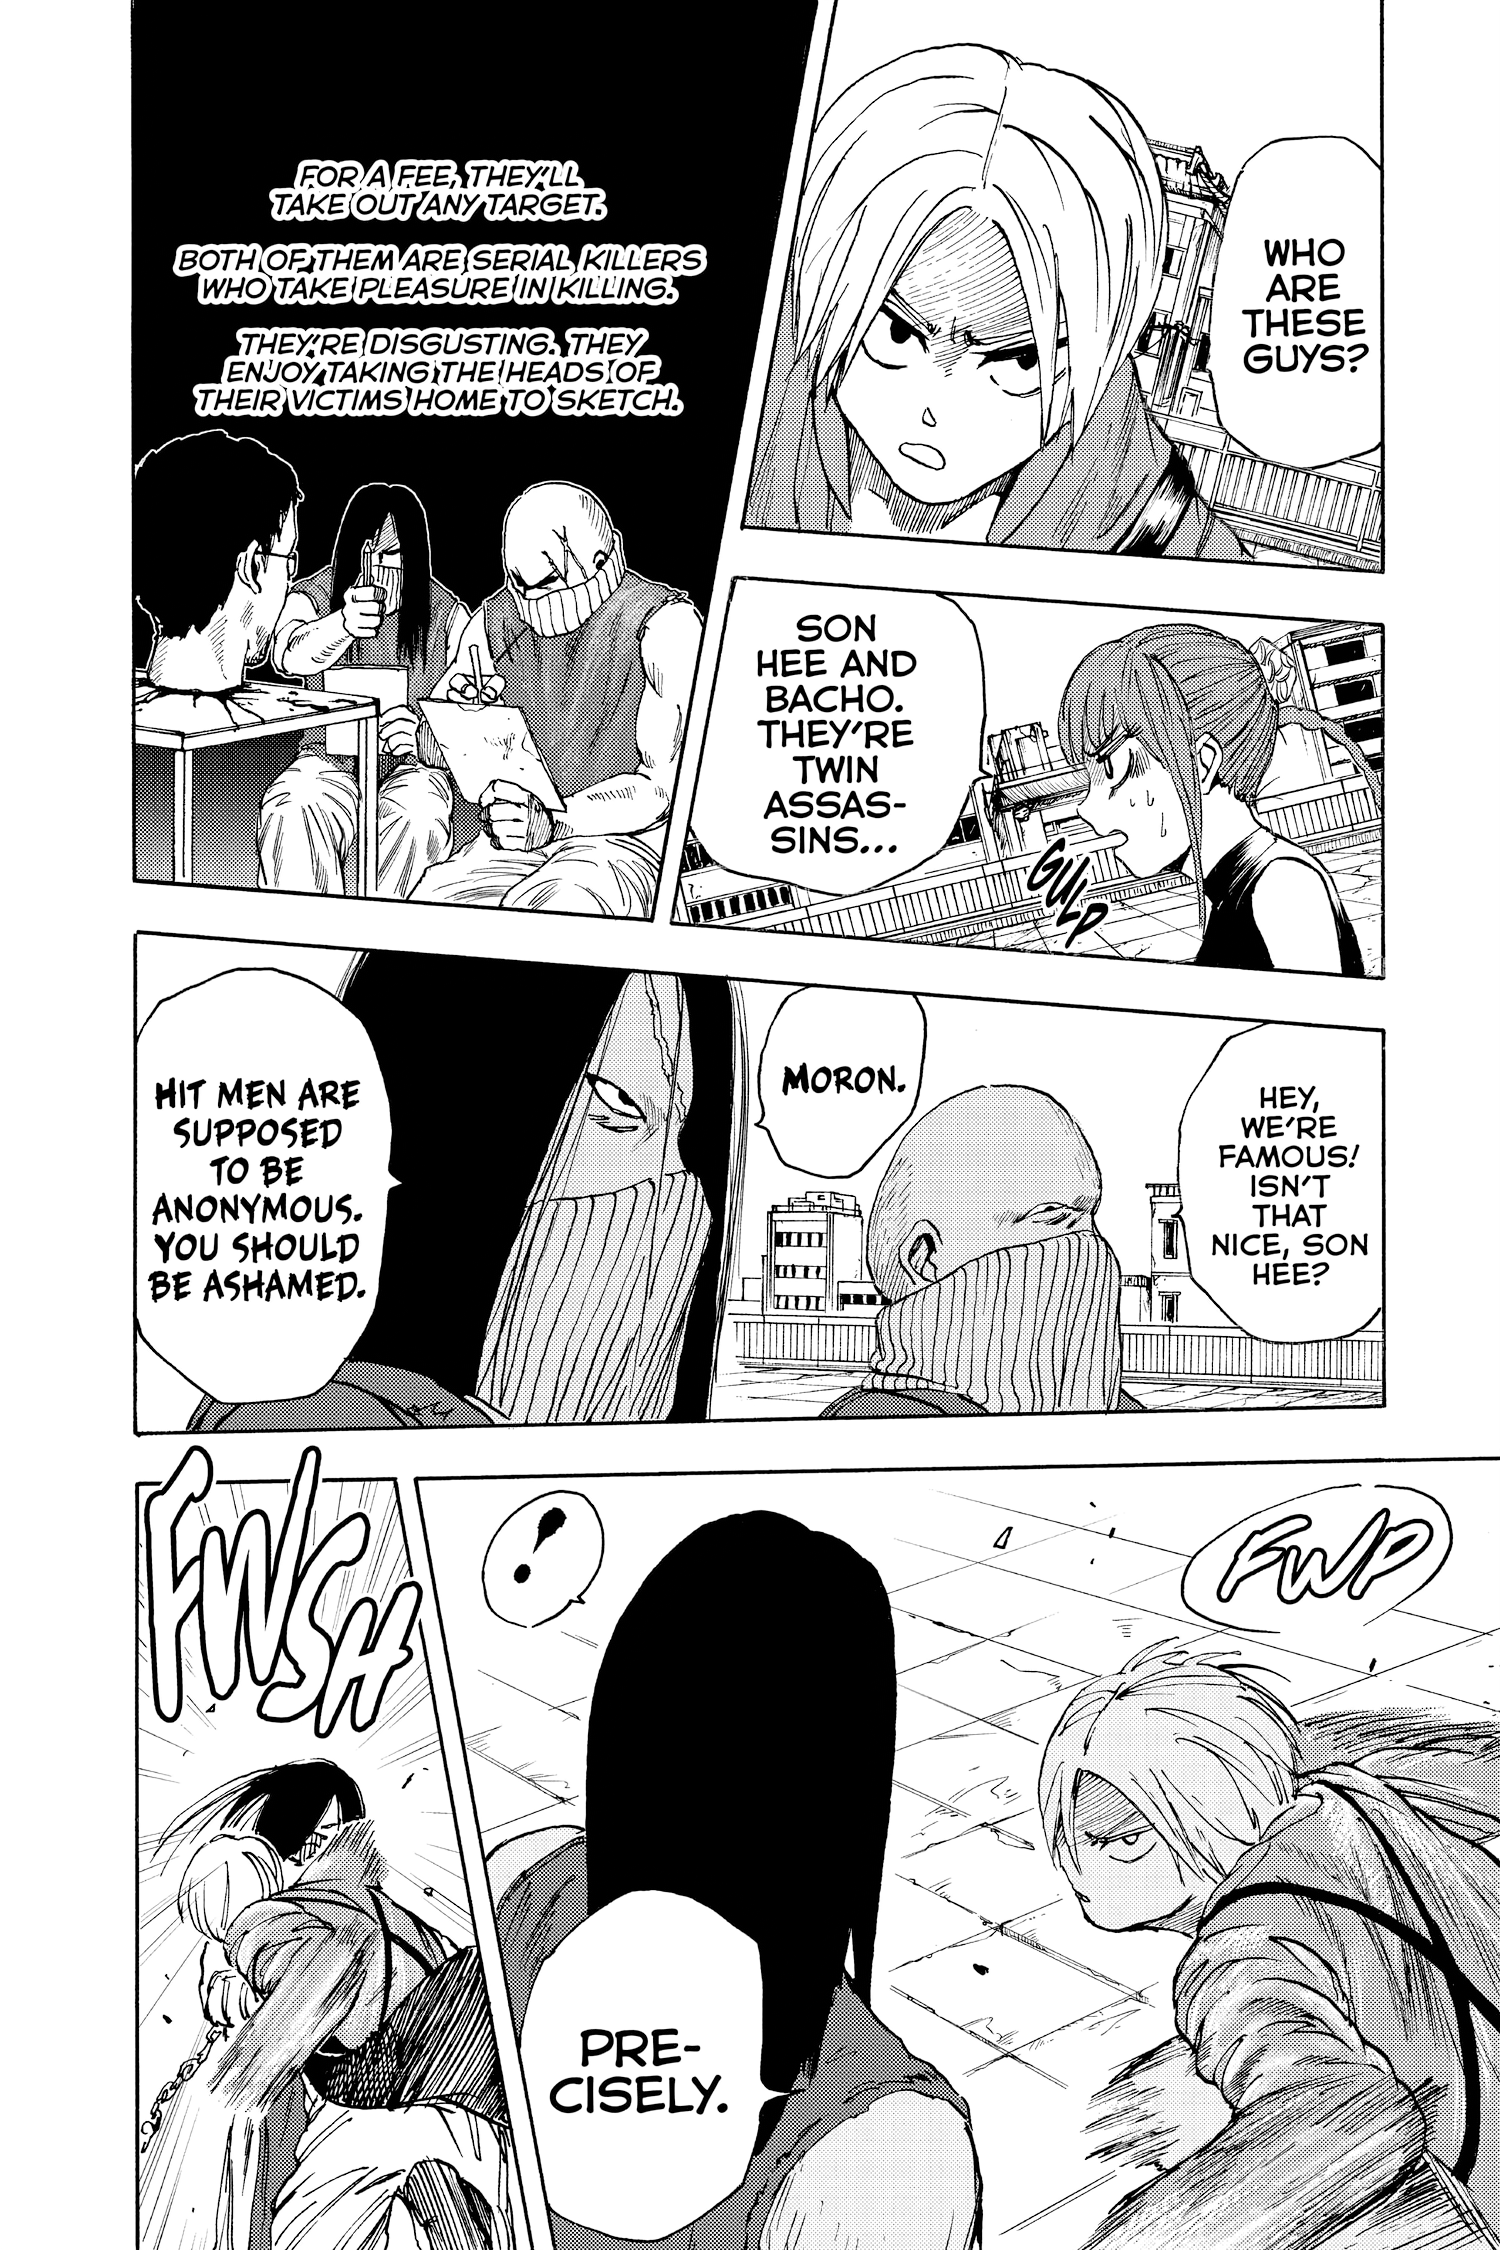 WHO
ARE
THESE
GUYS?
SON
HEE AND
BACHO.
THEY'RE
TWIN
ASSAS-
SINS...
GULP
FOR A FEE, THEY'LL
TAKE OUT ANY TARGET.
BOTH OF THEM ARE SERIAL KILLERS
WHO TAKE PLEASURE IN KILLING.
THEY'RE DISGUSTING. THEY
ENJOY TAKING THE HEADS OF
THEIR VICTIMS HOME TO SKETCH.
HEY,
WE'RE
FAMOUS!
ISN'T
THAT
NICE, SON
HEE?
MORON.
HIT MEN ARE
SUPPOSED
TO BE
ANONYMOUS.
YOU SHOULD
BE ASHAMED.
FWP
!
PRE-
CISELY.
FWSH